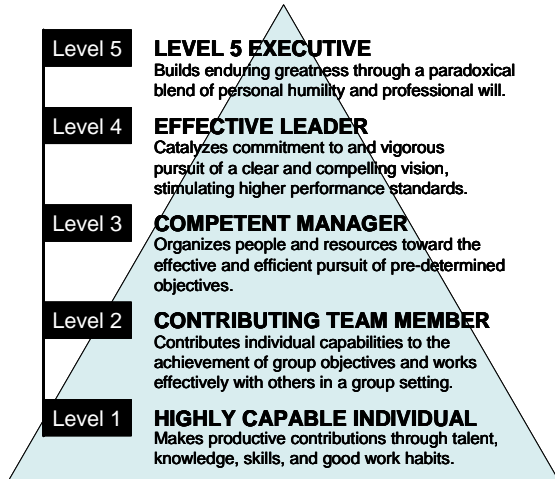 Level 5
LEVEL 5 EXECUTIVE
Builds enduring greatness through a paradoxical
blend of personal humility and professional will.
Level 4
EFFECTIVE LEADER
Catalyzes commitment to and vigorous
pursuit of a clear and compelling vision,
stimulating higher performance standards.
Level 3
COMPETENT MANAGER
Organizes people and resources toward the
effective and efficient pursuit of pre-determined
objectives.
Level 2
CONTRIBUTING TEAM MEMBER
Contributes individual capabilities to the
achievement of group objectives and works
effectively with others in a group setting.
Level 1
HIGHLY CAPABLE INDIVIDUAL
Makes productive contributions through talent,
knowledge, skills, and good work habits.